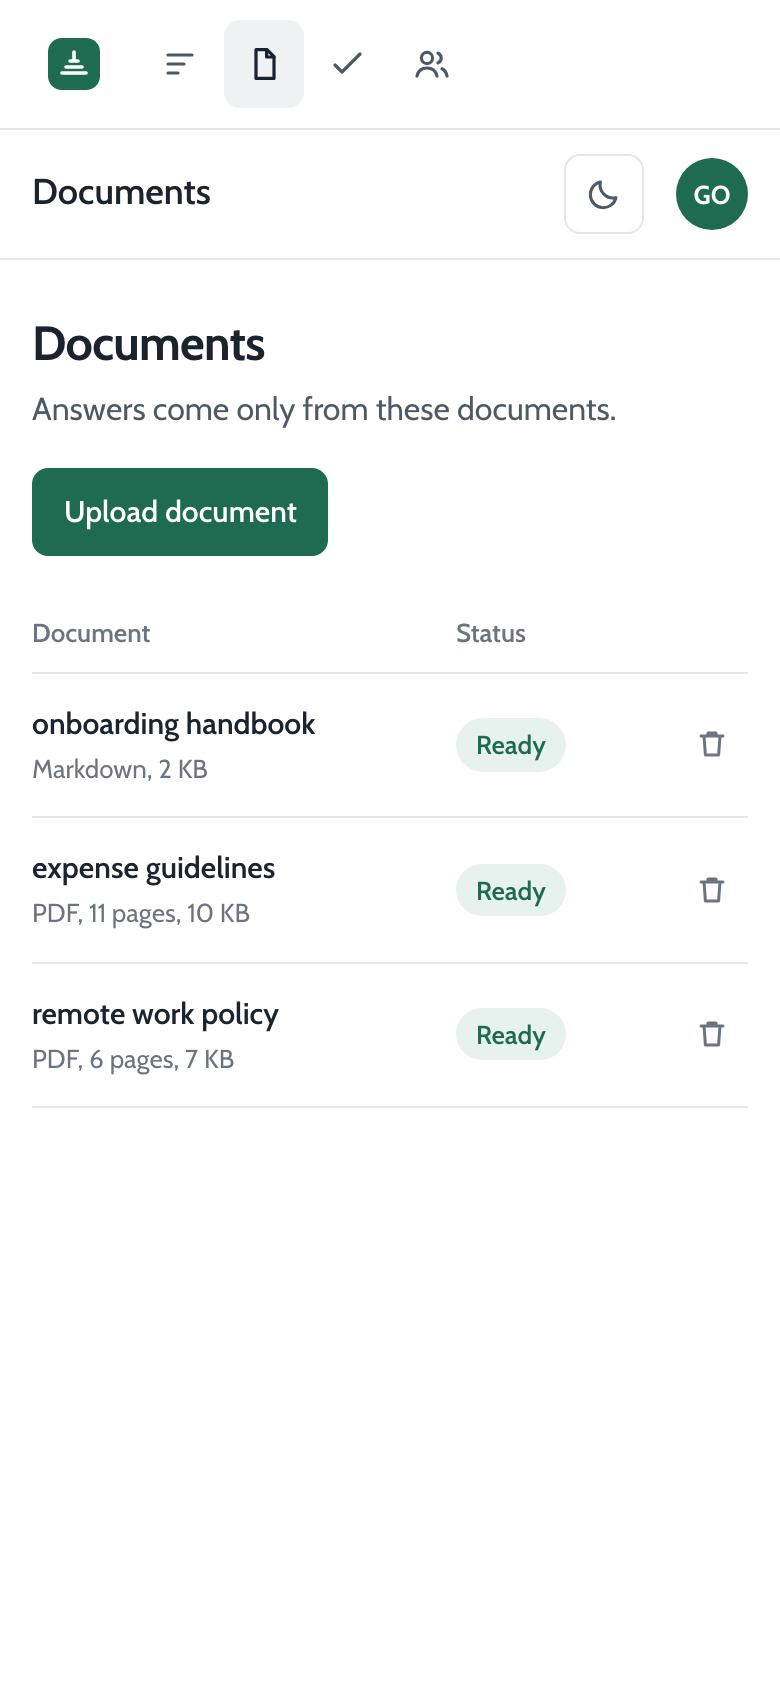 Documents
GO
Documents
Answers come only from these documents.
Upload document
Document Status
onboarding handbook
Markdown, 2 KB
Ready
expense guidelines
PDF, 11 pages, 10 KB
Ready
remote work policy
PDF, 6 pages, 7 KB
Ready